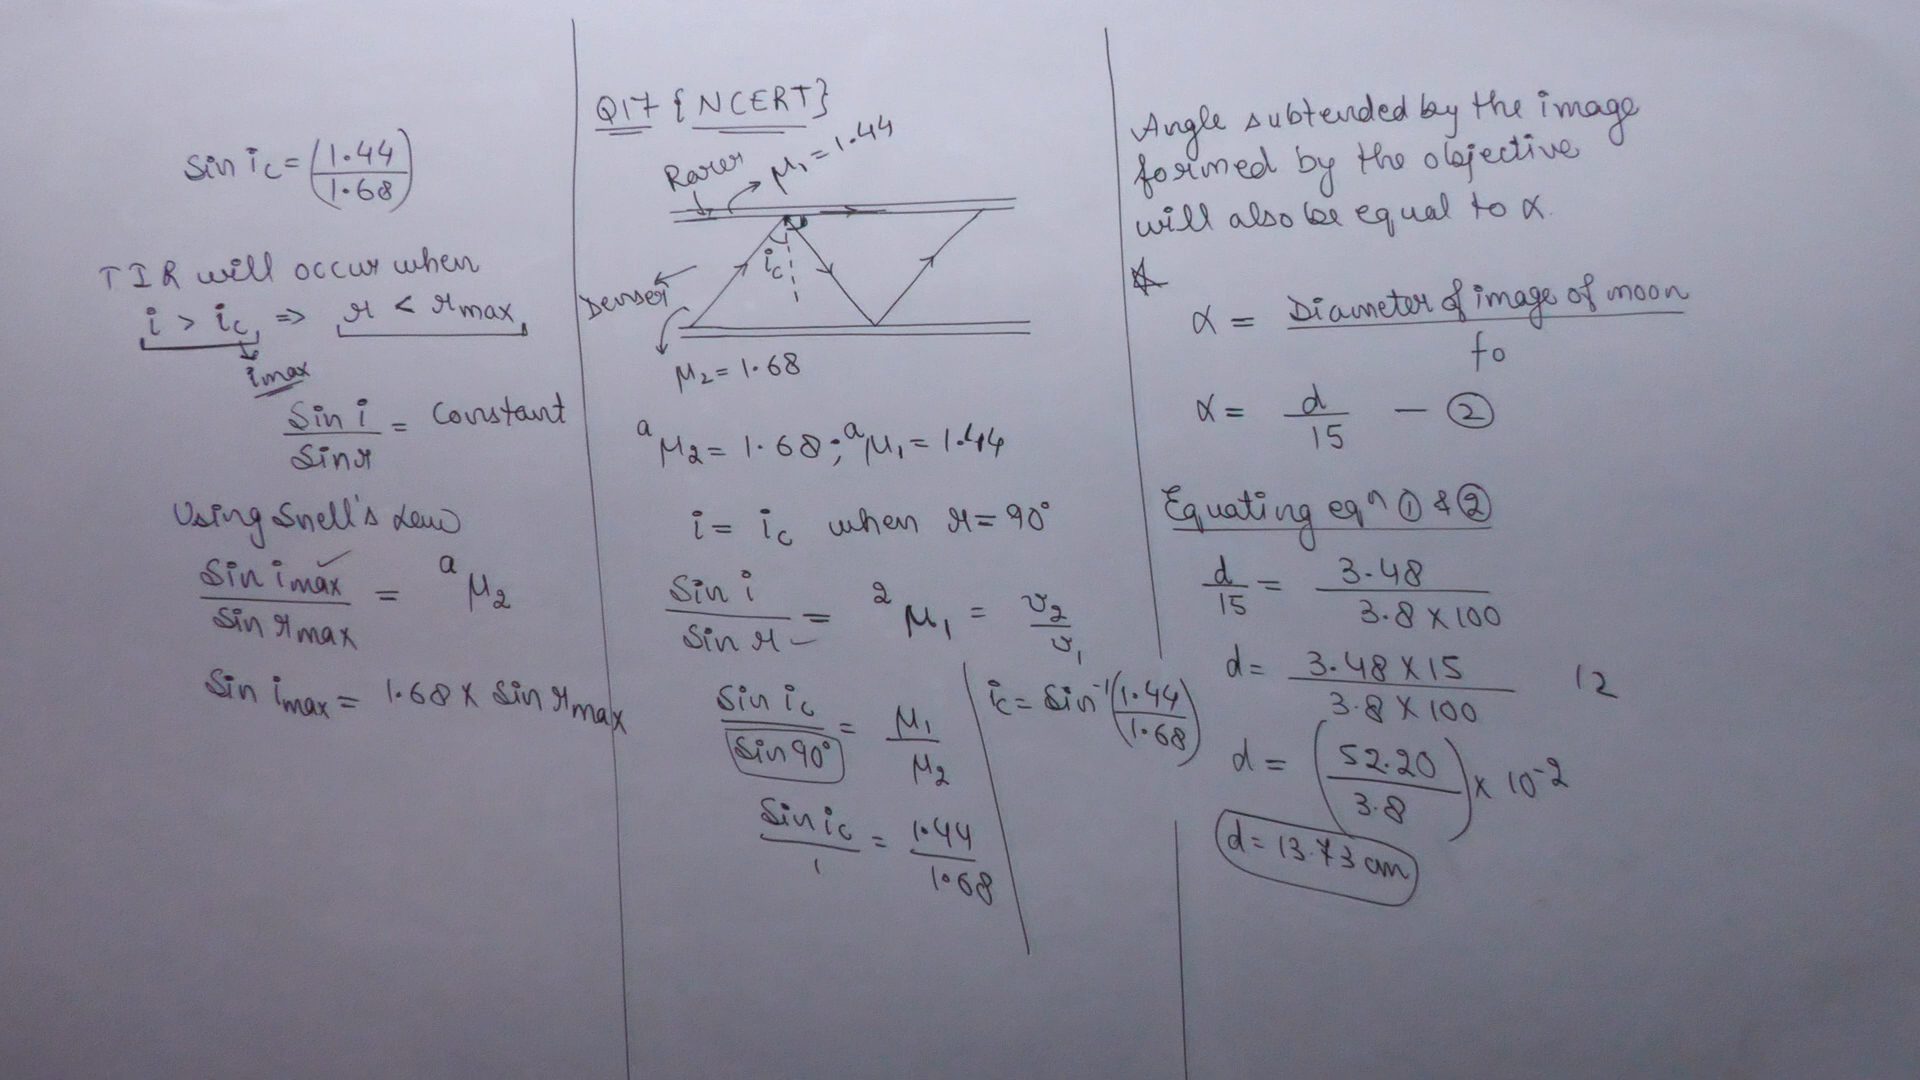 Sin ic = (1.44/1.68)
TIR will occur when
i > ic => r < rmax
imax
Sin i/Sin r = Constant
Using Snell's Law
Sin imax/Sin rmax = aμ2
Sin imax = 1.68 × Sin rmax
Q17 {NCERT}
Rarer μ1 = 1.44
ic
Denser
μ2 = 1.68
aμ2 = 1.68; aμ1 = 1.44
i = ic when r = 90°
Sin i/Sin r = 2μ1 = v2/v1
Sin ic/Sin 90° = μ1/μ2
Sin ic/1 = 1.44/1.68
ic = Sin⁻¹(1.44/1.68)
Angle subtended by the image
formed by the objective
will also be equal to α.
α = Diameter of image of moon/fo
α = d/15 — ②
Equating eqn ① & ②
d/15 = 3.48/3.8 × 100
d = 3.48 × 15/3.8 × 100
12
d = (52.20/3.8) × 10⁻²
d = 13.73 cm